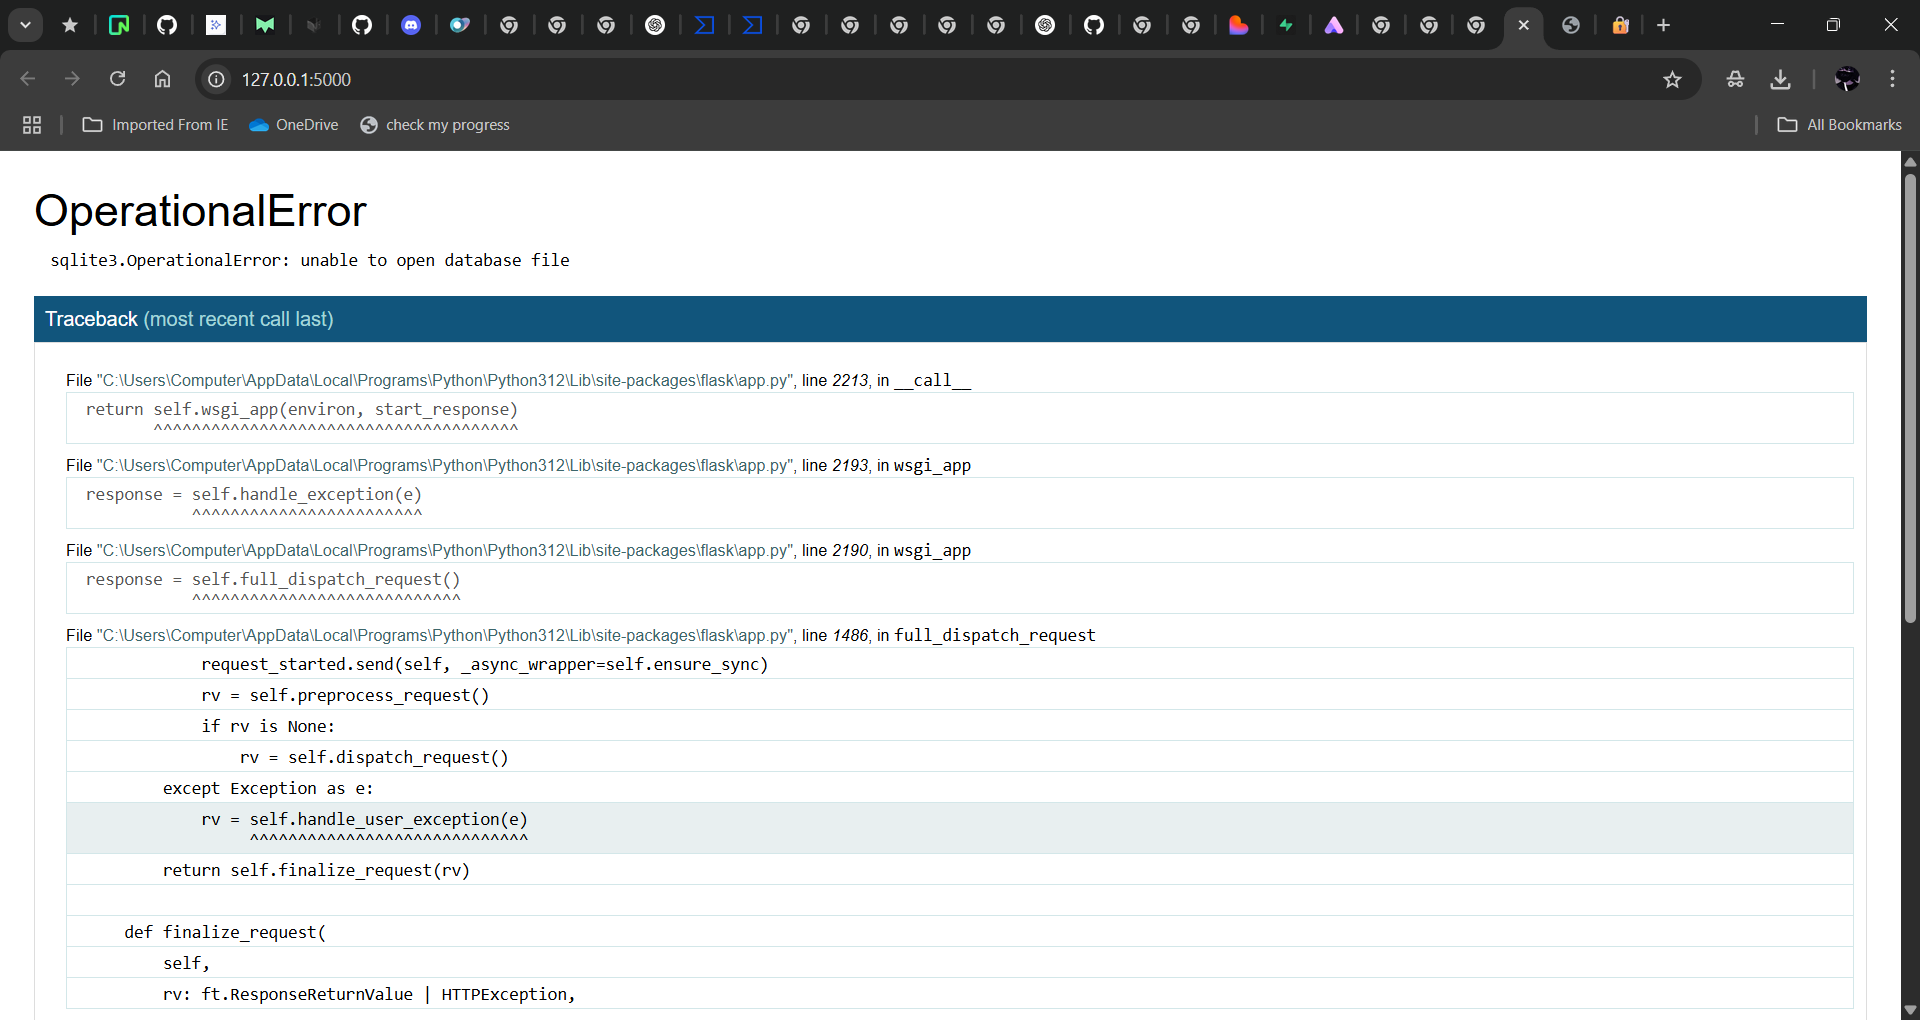 127.0.0.1:5000
Imported From IE
OneDrive
check my progress
All Bookmarks
OperationalError
sqlite3.OperationalError: unable to open database file
Traceback (most recent call last)
File "C:\Users\Computer\AppData\Local\Programs\Python\Python312\Lib\site-packages\flask\app.py", line 2213, in __call__
return self.wsgi_app(environ, start_response)
^^^^^^^^^^^^^^^^^^^^^^^^^^^^^^^^^^^^^^
File "C:\Users\Computer\AppData\Local\Programs\Python\Python312\Lib\site-packages\flask\app.py", line 2193, in wsgi_app
response = self.handle_exception(e)
^^^^^^^^^^^^^^^^^^^^^^^^
File "C:\Users\Computer\AppData\Local\Programs\Python\Python312\Lib\site-packages\flask\app.py", line 2190, in wsgi_app
response = self.full_dispatch_request()
^^^^^^^^^^^^^^^^^^^^^^^^^^^^
File "C:\Users\Computer\AppData\Local\Programs\Python\Python312\Lib\site-packages\flask\app.py", line 1486, in full_dispatch_request
request_started.send(self, _async_wrapper=self.ensure_sync)
rv = self.preprocess_request()
if rv is None:
rv = self.dispatch_request()
except Exception as e:
rv = self.handle_user_exception(e)
^^^^^^^^^^^^^^^^^^^^^^^^^^^^^
return self.finalize_request(rv)
def finalize_request(
self,
rv: ft.ResponseReturnValue | HTTPException,